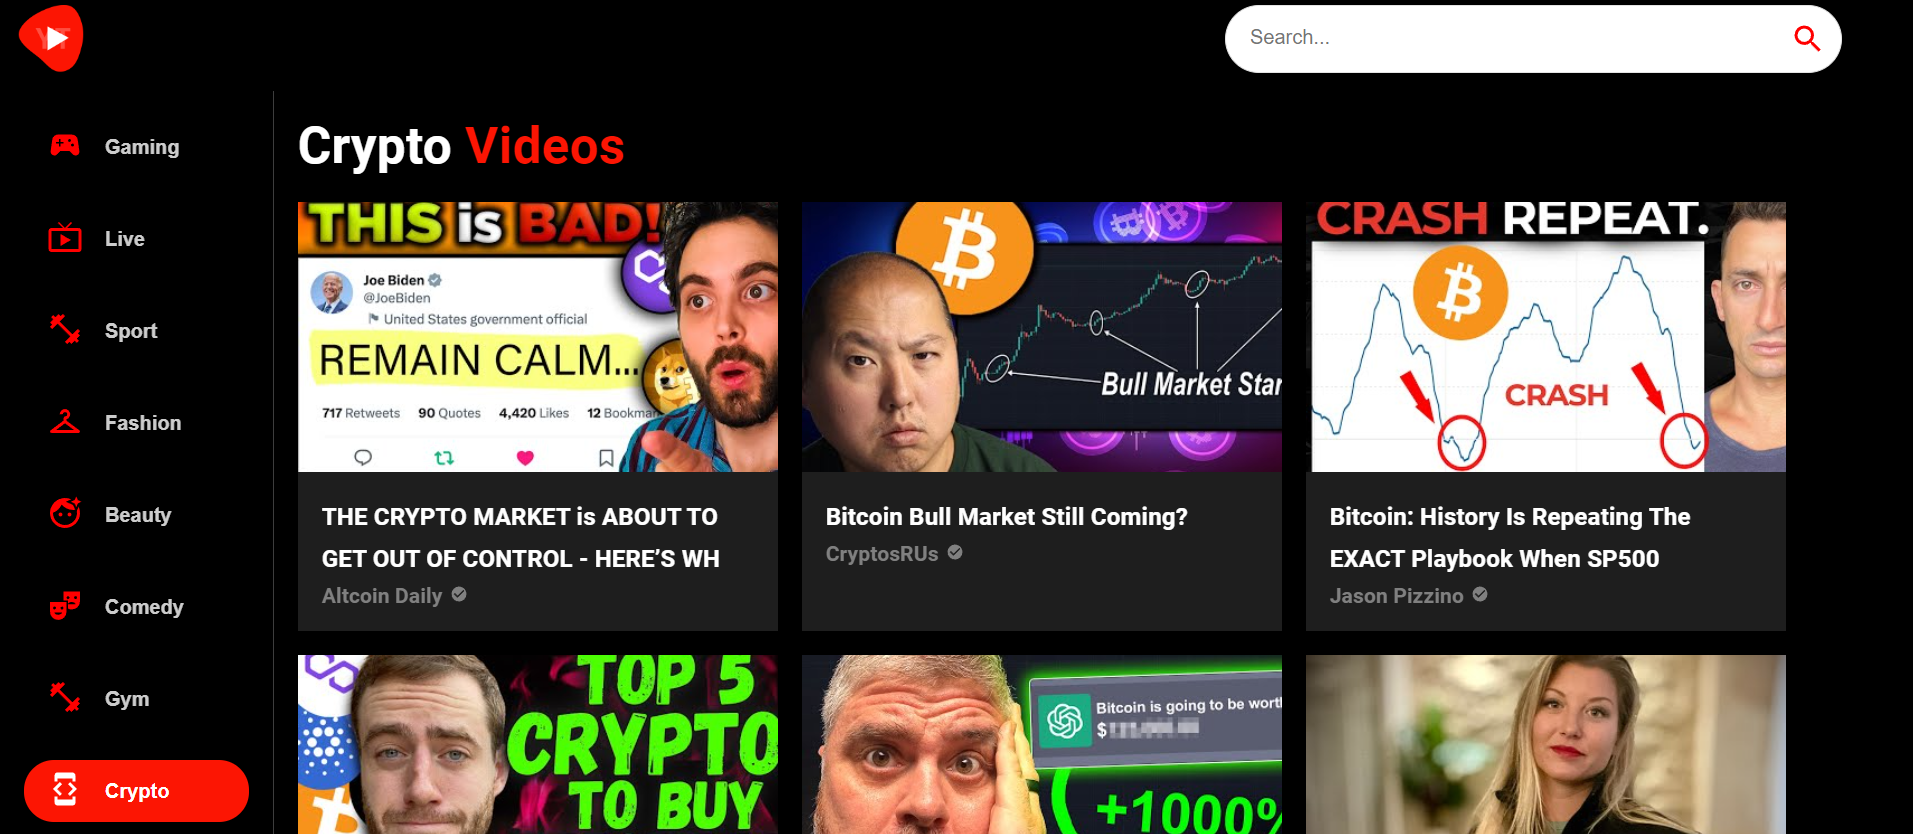 YT
Search...
Gaming
Live
Sport
Fashion
Beauty
Comedy
Gym
Crypto
Crypto Videos
THIS is BAD!
Joe Biden
@JoeBiden
United States government official
REMAIN CALM...
717 Retweets 90 Quotes 4,420 Likes 12 Bookmar
THE CRYPTO MARKET is ABOUT TO
GET OUT OF CONTROL - HERE’S WH
Altcoin Daily
Bull Market Star
Bitcoin Bull Market Still Coming?
CryptosRUs
CRASH REPEAT.
CRASH
Bitcoin: History Is Repeating The
EXACT Playbook When SP500
Jason Pizzino
TOP 5
CRYPTO
TO BUY
Bitcoin is going to be wort
$
+1000%